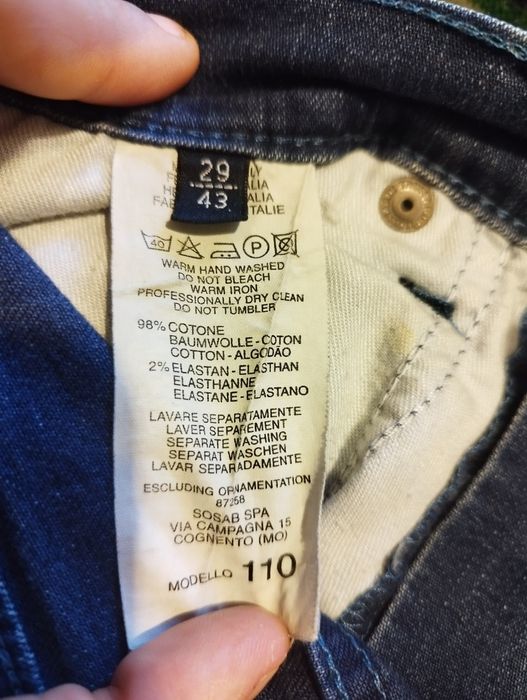 29
43
ITALIE
40
P
WARM HAND WASHED
DO NOT BLEACH
WARM IRON
PROFESSIONALLY DRY CLEAN
DO NOT TUMBLER
98% COTONE
BAUMWOLLE-COTON
COTTON-ALGODÃO
2% ELASTAN-ELASTHAN
ELASTHANNE
ELASTANE-ELASTANO
LAVARE SEPARATAMENTE
LAVER SEPAREMENT
SEPARATE WASHING
SEPARAT WASCHEN
LAVAR SEPARADAMENTE
ESCLUDING ORNAMENTATION
87258
SOSAB SPA
VIA CAMPAGNA 15
COGNENTO (MO)
MODELLO 110